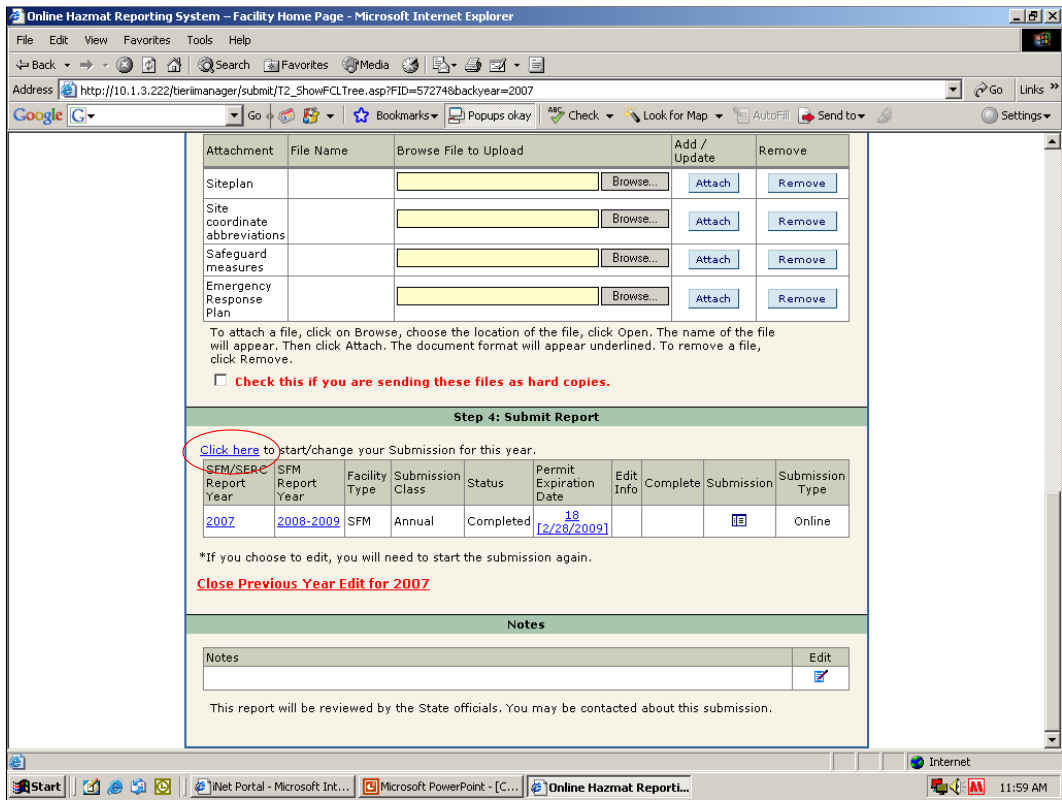 Online Hazmat Reporting System – Facility Home Page - Microsoft Internet Explorer
File Edit View Favorites Tools Help
Back Search Favorites Media
Address http://10.1.3.222/tieriimanager/submit/T2_ShowFCLTree.asp?FID=57274&backyear=2007 Go Links »
Google G Go Bookmarks Popups okay ABC Check Look for Map AutoFill Send to Settings
Attachment File Name Browse File to Upload Add / Update Remove
Siteplan Browse... Attach Remove
Site coordinate abbreviations Browse... Attach Remove
Safeguard measures Browse... Attach Remove
Emergency Response Plan Browse... Attach Remove
To attach a file, click on Browse, choose the location of the file, click Open. The name of the file
will appear. Then click Attach. The document format will appear underlined. To remove a file,
click Remove.
Check this if you are sending these files as hard copies.
Step 4: Submit Report
Click here to start/change your Submission for this year.
SFM/SERC Report Year SFM Report Year Facility Type Submission Class Status Permit Expiration Date Edit Info Complete Submission Submission Type
2007 2008-2009 SFM Annual Completed 18 [2/28/2009] Online
*If you choose to edit, you will need to start the submission again.
Close Previous Year Edit for 2007
Notes
Notes Edit
This report will be reviewed by the State officials. You may be contacted about this submission.
Internet
Start iNet Portal - Microsoft Int... Microsoft PowerPoint - [C... Online Hazmat Reporti... 11:59 AM